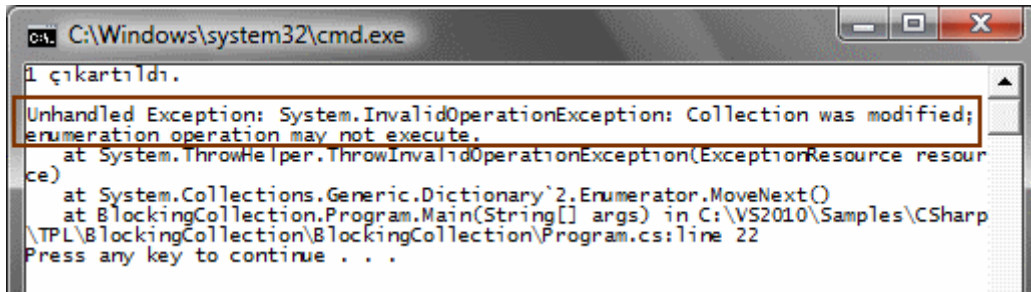 C:\Windows\system32\cmd.exe
1 çıkartıldı.
Unhandled Exception: System.InvalidOperationException: Collection was modified;
enumeration operation may not execute.
   at System.ThrowHelper.ThrowInvalidOperationException(ExceptionResource resour
ce)
   at System.Collections.Generic.Dictionary`2.Enumerator.MoveNext()
   at BlockingCollection.Program.Main(String[] args) in C:\VS2010\Samples\CSharp
\TPL\BlockingCollection\BlockingCollection\Program.cs:line 22
Press any key to continue . . .